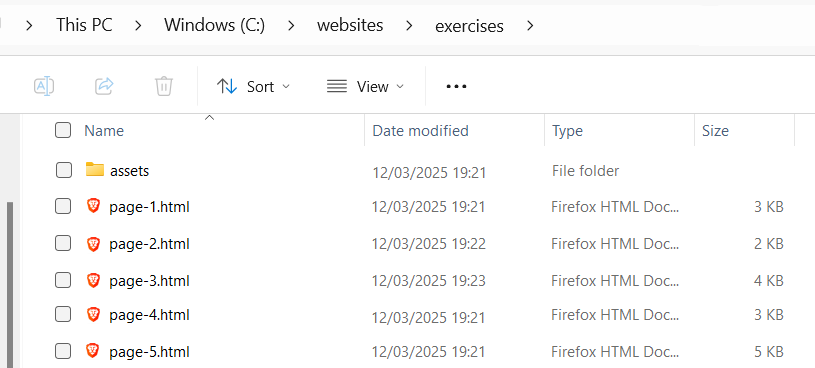 This PC > Windows (C:) > websites > exercises >
Sort View •••
Name Date modified Type Size
assets 12/03/2025 19:21 File folder
page-1.html 12/03/2025 19:21 Firefox HTML Doc... 3 KB
page-2.html 12/03/2025 19:22 Firefox HTML Doc... 2 KB
page-3.html 12/03/2025 19:23 Firefox HTML Doc... 4 KB
page-4.html 12/03/2025 19:21 Firefox HTML Doc... 3 KB
page-5.html 12/03/2025 19:21 Firefox HTML Doc... 5 KB